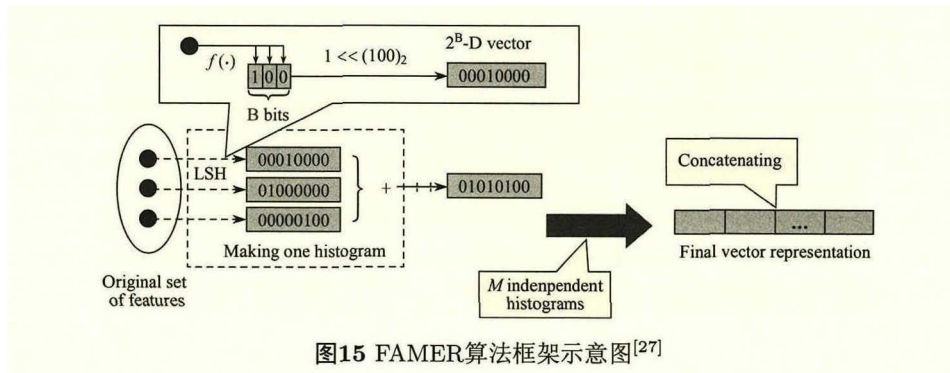 f(·)
1 0 0
B bits
1 << (100)₂
2ᴮ-D vector
00010000
LSH
00010000
01000000
00000100
+
01010100
Making one histogram
Original set
of features
M indenpendent
histograms
Concatenating
...
Final vector representation
图15 FAMER算法框架示意图[27]